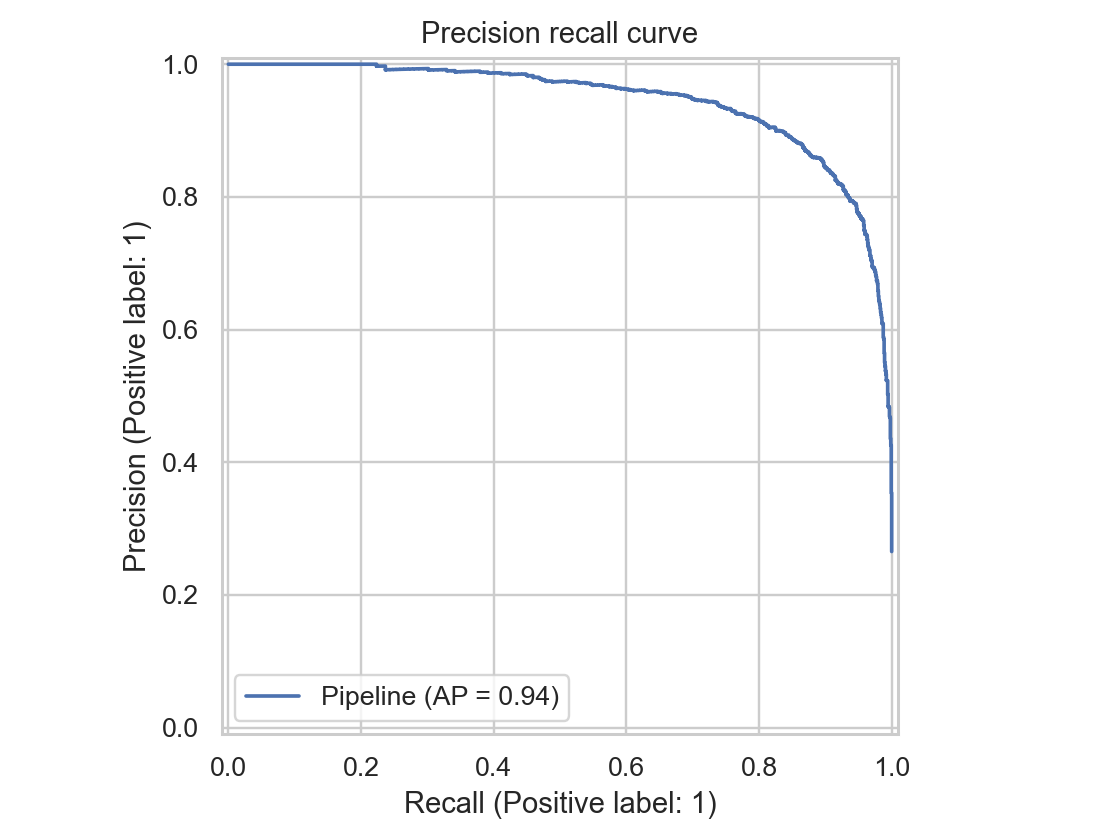 Precision recall curve
1.0
0.8
0.6
0.4
0.2
0.0
Precision (Positive label: 1)
Pipeline (AP = 0.94)
0.0 0.2 0.4 0.6 0.8 1.0
Recall (Positive label: 1)